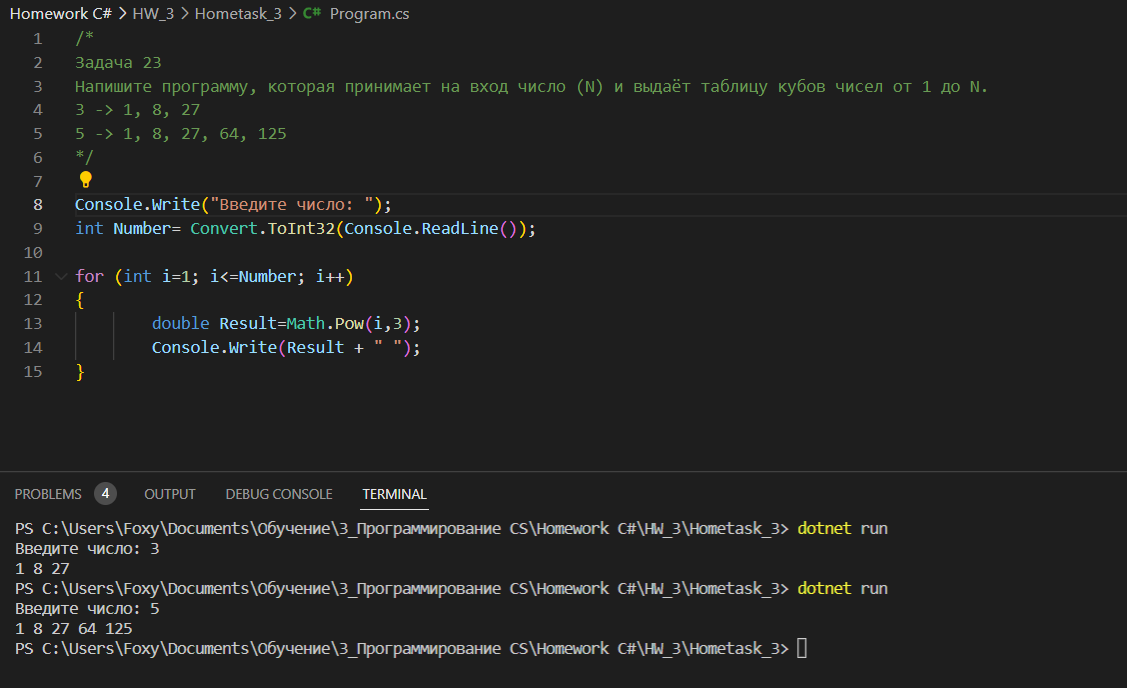 Homework C# > HW_3 > Hometask_3 > C# Program.cs
1 /*
2 Задача 23
3 Напишите программу, которая принимает на вход число (N) и выдаёт таблицу кубов чисел от 1 до N.
4 3 -> 1, 8, 27
5 5 -> 1, 8, 27, 64, 125
6 */
7
8 Console.Write("Введите число: ");
9 int Number= Convert.ToInt32(Console.ReadLine());
10
11 for (int i=1; i<=Number; i++)
12 {
13 double Result=Math.Pow(i,3);
14 Console.Write(Result + " ");
15 }
PROBLEMS 4 OUTPUT DEBUG CONSOLE TERMINAL
PS C:\Users\Foxy\Documents\Обучение\3_Программирование CS\Homework C#\HW_3\Hometask_3> dotnet run
Введите число: 3
1 8 27
PS C:\Users\Foxy\Documents\Обучение\3_Программирование CS\Homework C#\HW_3\Hometask_3> dotnet run
Введите число: 5
1 8 27 64 125
PS C:\Users\Foxy\Documents\Обучение\3_Программирование CS\Homework C#\HW_3\Hometask_3>